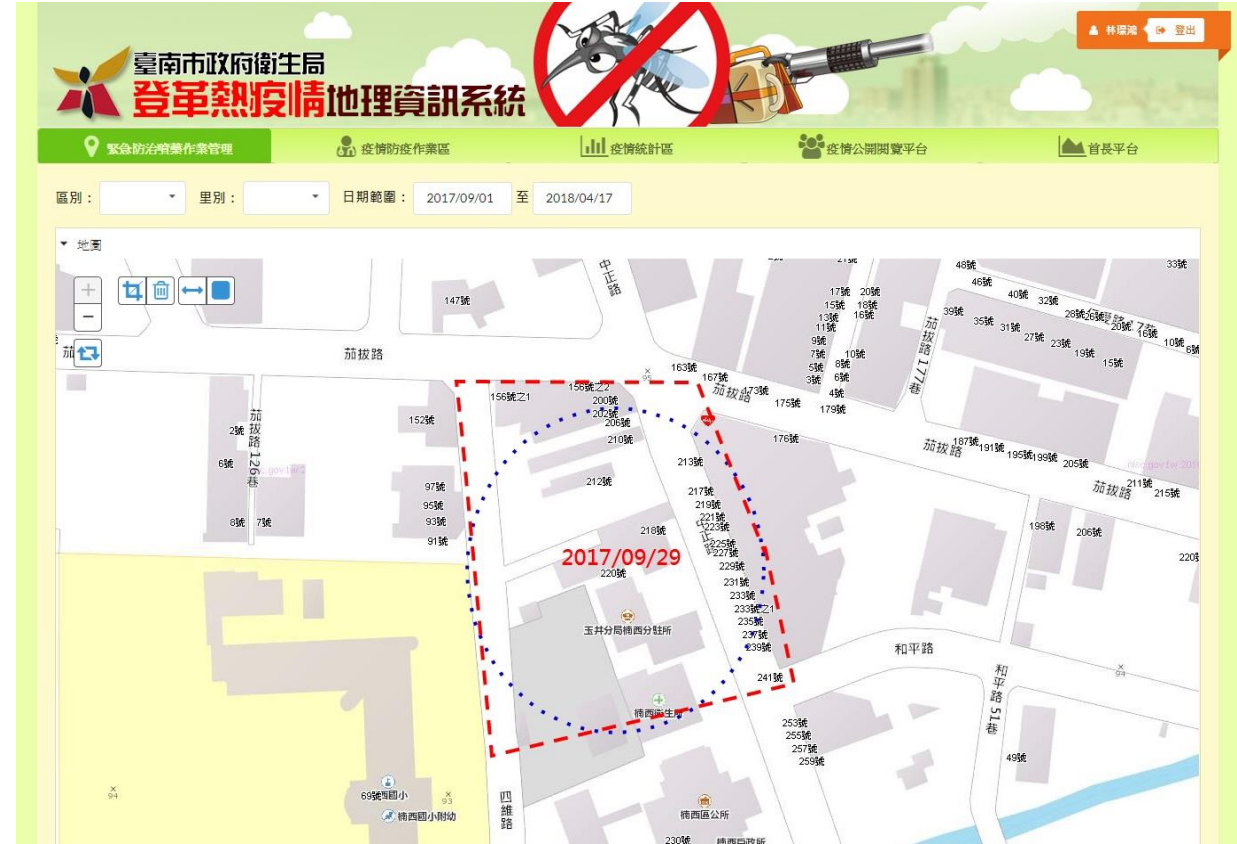 林環鴻
登出
臺南市政府衛生局
登革熱疫情地理資訊系統
緊急防治噴藥作業管理
疫情防疫作業區
疫情統計區
疫情公開閱覽平台
首長平台
區別：
里別：
日期範圍：
2017/09/01
至
2018/04/17
地圖
中正路
147號
17號 20號
15號 18號
13號 16號
11號
9號
7號 10號
5號 8號
3號 6號
4號
179號
48號
33號
46號
40號 32號
39號 35號 31號
27號 23號
19號
15號
16號
10號
20號
茄拔路177巷
茄拔路
163號
95
167號
173號
茄拔路
175號
156號之1
156號之2
200號
202號
206號
210號
152號
茄拔路126巷
2號
6號
8號 7號
97號
95號
93號
91號
212號
213號
176號
茄拔路
187號
191號
195號
199號
205號
211號
215號
茄拔路
217號
219號
221號
223號
225號
227號
229號
231號
233號
233號之1
235號
237號
239號
241號
中正路
218號
2017/09/29
220號
198號
206號
玉井分局楠西分駐所
和平路
94
和平路51巷
楠西衛生所
253號
255號
257號
259號
49號
94
69號
93
楠西國小附幼
四維路
楠西區公所
230號
楠西戶政所